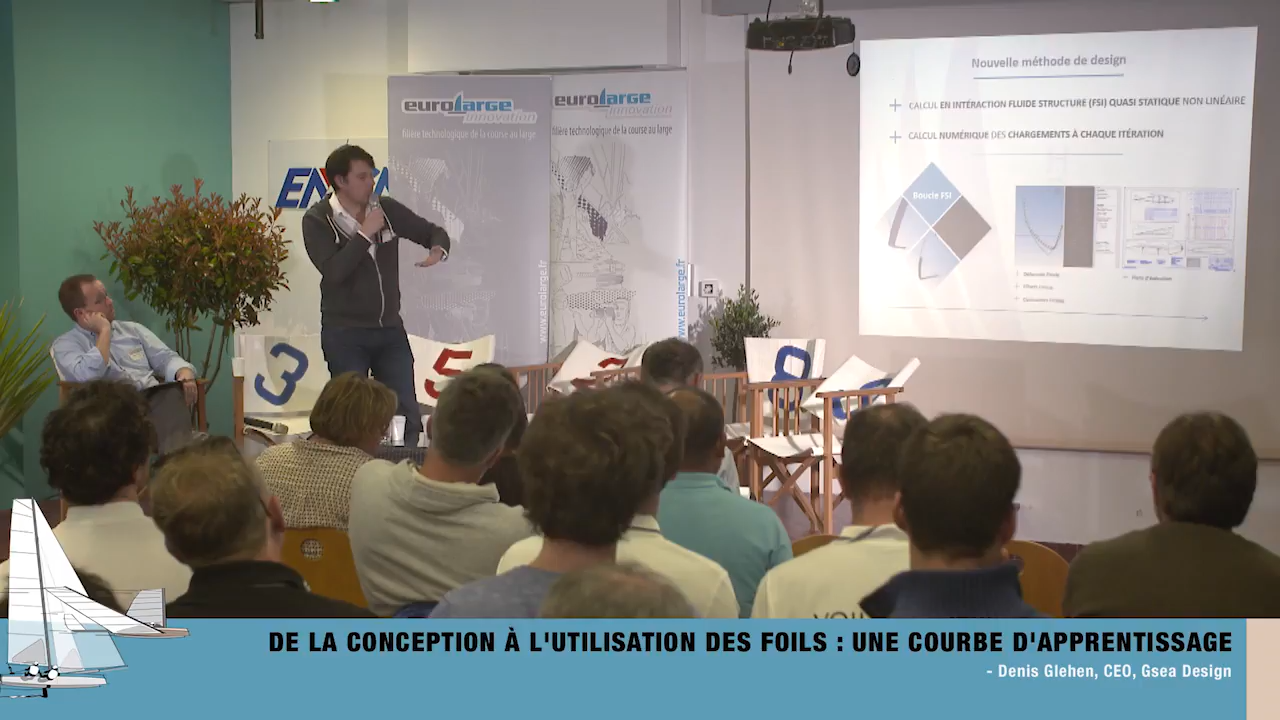 Nouvelle méthode de design
CALCUL EN INTÉRACTION FLUIDE STRUCTURE (FSI) QUASI STATIQUE NON LINÉAIRE
CALCUL NUMÉRIQUE DES CHARGEMENTS À CHAQUE ITÉRATION
Boucle FSI
eurolarge
innovation
filière technologique de la course au large
www.eurolarge.fr
eurolarge
innovation
filière technologique de la course au large
www.eurolarge.fr
3
5
8
DE LA CONCEPTION À L'UTILISATION DES FOILS : UNE COURBE D'APPRENTISSAGE
- Denis Glehen, CEO, Gsea Design